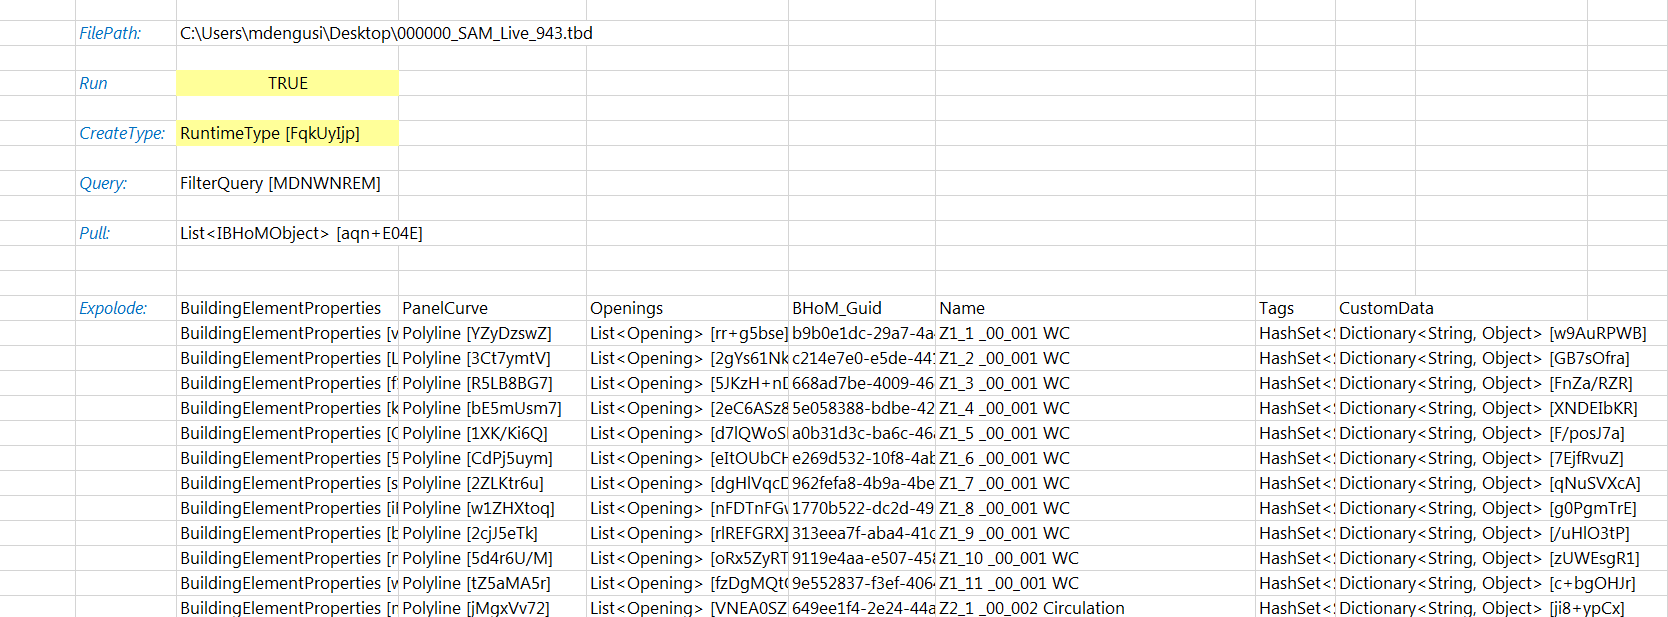 FilePath: C:\Users\mdengusi\Desktop\000000_SAM_Live_943.tbd
Run TRUE
CreateType: RuntimeType [FqkUyIjp]
Query: FilterQuery [MDNWNREM]
Pull: List<IBHoMObject> [aqn+E04E]
Expolode: BuildingElementProperties PanelCurve Openings BHoM_Guid Name Tags CustomData
BuildingElementProperties [v Polyline [YZyDzswZ] List<Opening> [rr+g5bse] b9b0e1dc-29a7-4a Z1_1 _00_001 WC HashSet< Dictionary<String, Object> [w9AuRPWB]
BuildingElementProperties [L Polyline [3Ct7ymtV] List<Opening> [2gYs61Nk c214e7e0-e5de-44 Z1_2 _00_001 WC HashSet< Dictionary<String, Object> [GB7sOfra]
BuildingElementProperties [f Polyline [R5LB8BG7] List<Opening> [5JKzH+n 668ad7be-4009-46 Z1_3 _00_001 WC HashSet< Dictionary<String, Object> [FnZa/RZR]
BuildingElementProperties [k Polyline [bE5mUsm7] List<Opening> [2eC6ASz8 5e058388-bdbe-42 Z1_4 _00_001 WC HashSet< Dictionary<String, Object> [XNDEIbKR]
BuildingElementProperties [ Polyline [1XK/Ki6Q] List<Opening> [d7lQWoS a0b31d3c-ba6c-46 Z1_5 _00_001 WC HashSet< Dictionary<String, Object> [F/posJ7a]
BuildingElementProperties [5 Polyline [CdPj5uym] List<Opening> [eItOUbC e269d532-10f8-4a Z1_6 _00_001 WC HashSet< Dictionary<String, Object> [7EjfRvuZ]
BuildingElementProperties [s Polyline [2ZLKtr6u] List<Opening> [dgHlVqc 962fefa8-4b9a-4be Z1_7 _00_001 WC HashSet< Dictionary<String, Object> [qNuSVXcA]
BuildingElementProperties [i Polyline [w1ZHXtoq] List<Opening> [nFDTnFG 1770b522-dc2d-49 Z1_8 _00_001 WC HashSet< Dictionary<String, Object> [g0PgmTrE]
BuildingElementProperties [b Polyline [2cjJ5eTk] List<Opening> [rlREFGRX] 313eea7f-aba4-41 Z1_9 _00_001 WC HashSet< Dictionary<String, Object> [/uHlO3tP]
BuildingElementProperties [ Polyline [5d4r6U/M] List<Opening> [oRx5ZyRT 9119e4aa-e507-45 Z1_10 _00_001 WC HashSet< Dictionary<String, Object> [zUWEsgR1]
BuildingElementProperties [w Polyline [tZ5aMA5r] List<Opening> [fzDgMQt 9e552837-f3ef-406 Z1_11 _00_001 WC HashSet< Dictionary<String, Object> [c+bgOHJr]
BuildingElementProperties [ Polyline [jMgxVv72] List<Opening> [VNEA0SZ 649ee1f4-2e24-44a Z2_1 _00_002 Circulation HashSet< Dictionary<String, Object> [ji8+ypCx]